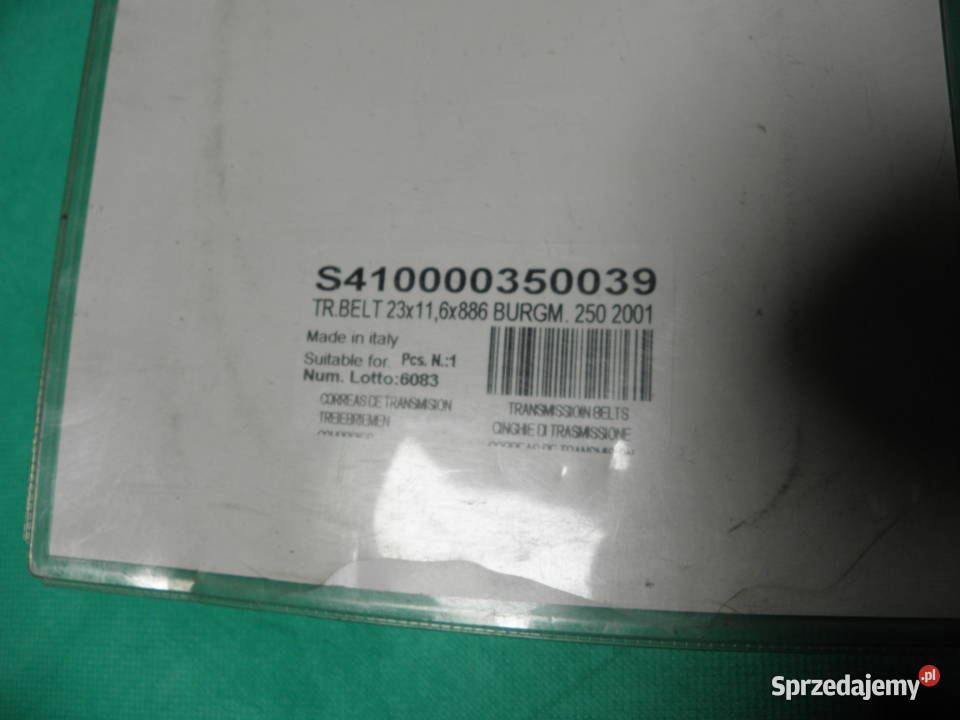 S410000350039
TR.BELT 23x11,6x886 BURGM. 250 2001
Made in italy
Suitable for Pcs. N.:1
Num. Lotto:6083
CORREAS DE TRANSMISION
TRANSMISSIOIN BELTS
TREIBEBRIEMEN
CINGHIE DI TRASMISSIONE
Sprzedajemy.pl